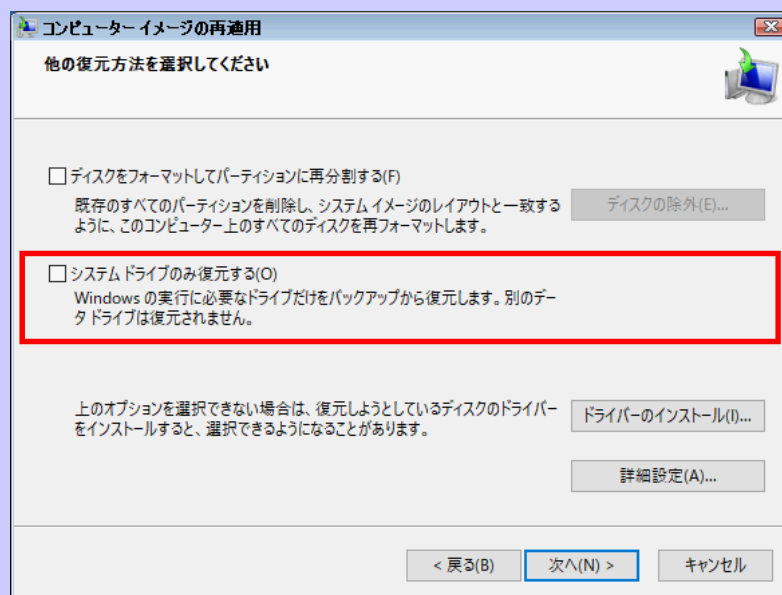 コンピューター イメージの再適用
他の復元方法を選択してください
ディスクをフォーマットしてパーティションに再分割する(F)
既存のすべてのパーティションを削除し、システム イメージのレイアウトと一致する
ように、このコンピューター上のすべてのディスクを再フォーマットします。
ディスクの除外(E)...
システム ドライブのみ復元する(O)
Windows の実行に必要なドライブだけをバックアップから復元します。別のデー
タ ドライブは復元されません。
上のオプションを選択できない場合は、復元しようとしているディスクのドライバー
をインストールすると、選択できるようになることがあります。
ドライバーのインストール(I)...
詳細設定(A)...
< 戻る(B)
次へ(N) >
キャンセル